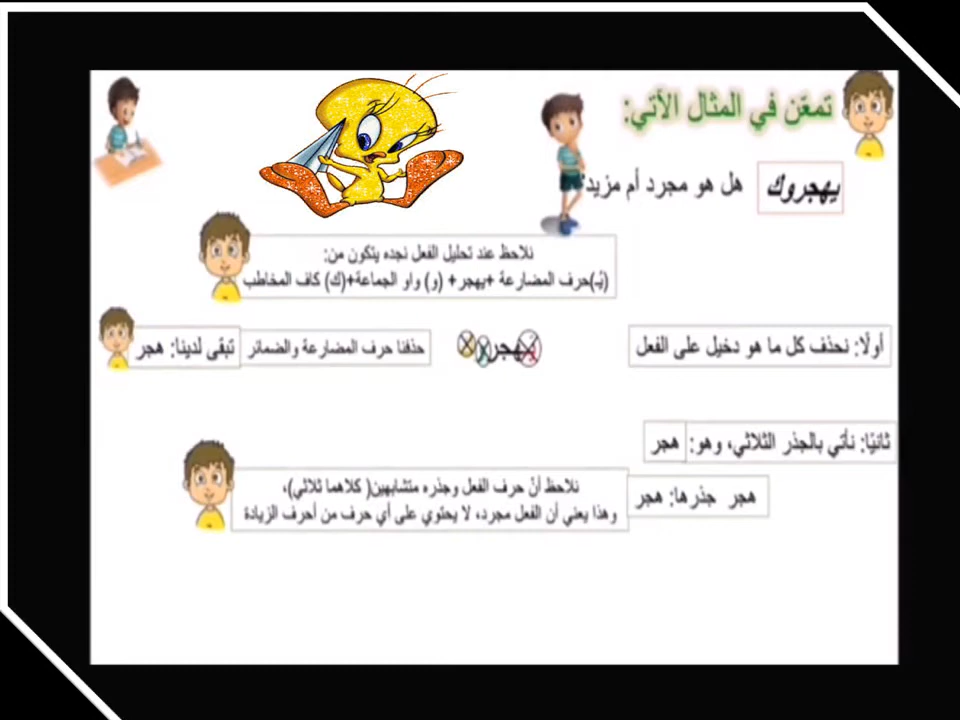 تمعّن في المثال الآتي:
يهجروك هل هو مجرد أم مزيد:
نلاحظ عند تحليل الفعل نجده يتكون من:
(يـ)حرف المضارعة +يهجر+ (و) واو الجماعة+(ك) كاف المخاطب
أولًا: نحذف كل ما هو دخيل على الفعل
يهجروك
حذفنا حرف المضارعة والضمائر
تبقى لدينا: هجر
ثانيًا: نأتي بالجذر الثلاثي، وهو: هجر
هجر جذرها: هجر
نلاحظ أنّ حرف الفعل وجذره متشابهين( كلاهما ثلاثي)،
وهذا يعني أن الفعل مجرد، لا يحتوي على أي حرف من أحرف الزيادة